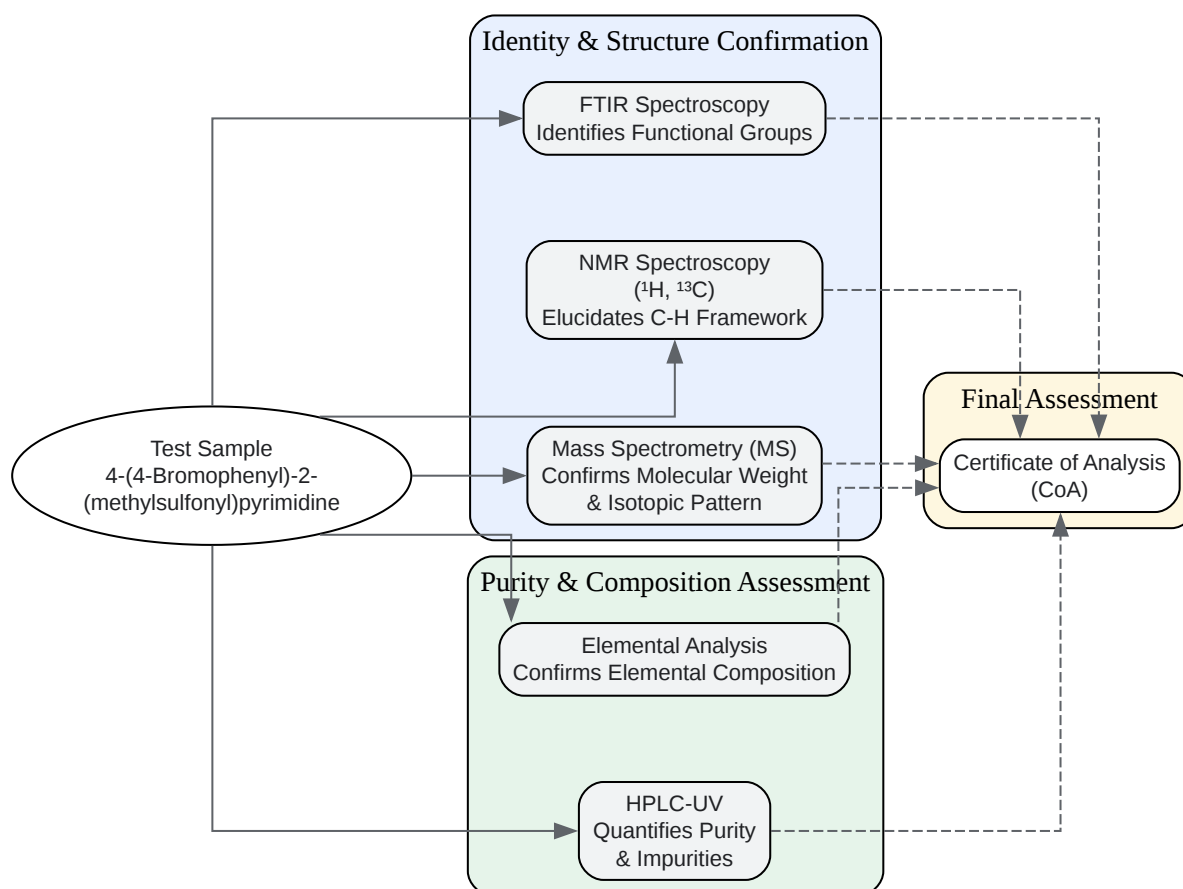 Identity & Structure Confirmation
FTIR Spectroscopy
Identifies Functional Groups
NMR Spectroscopy
(¹H, ¹³C)
Elucidates C-H Framework
Mass Spectrometry (MS)
Confirms Molecular Weight
& Isotopic Pattern
Test Sample
4-(4-Bromophenyl)-2-
(methylsulfonyl)pyrimidine
Final Assessment
Certificate of Analysis
(CoA)
Purity & Composition Assessment
Elemental Analysis
Confirms Elemental Composition
HPLC-UV
Quantifies Purity
& Impurities